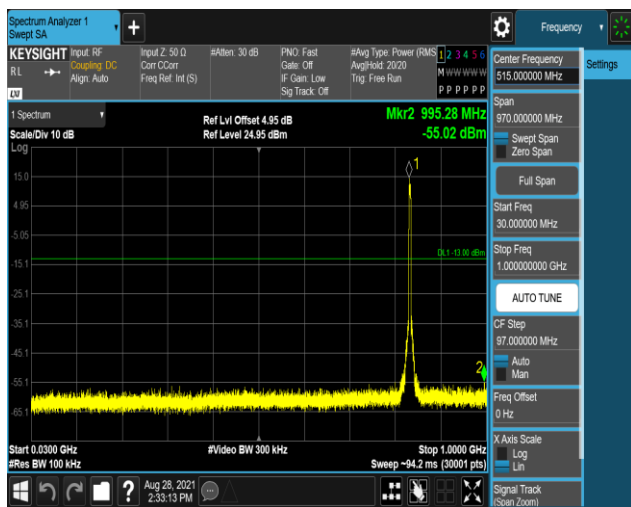 Spectrum Analyzer 1
Swept SA
+
Frequency
KEYSIGHT
RL
Input: RF
Coupling: DC
Align: Auto
Input Z: 50 Ω
Corr CCorr
Freq Ref: Int (S)
#Atten: 30 dB
PNO: Fast
Gate: Off
IF Gain: Low
Sig Track: Off
#Avg Type: Power (RMS
Avg|Hold: 20/20
Trig: Free Run
1 2 3 4 5 6
M W W W W W
P P P P P P
LXI
1 Spectrum
Scale/Div 10 dB
Log
Ref Lvl Offset 4.95 dB
Ref Level 24.95 dBm
Mkr2 995.28 MHz
-55.02 dBm
1
15.0
4.95
-5.05
DL1 -13.00 dBm
-15.1
-25.1
-35.1
-45.1
2
-55.1
-65.1
Start 0.0300 GHz
#Res BW 100 kHz
#Video BW 300 kHz
Stop 1.0000 GHz
Sweep ~94.2 ms (30001 pts)
?
Aug 28, 2021
2:33:13 PM
Center Frequency
515.000000 MHz
Settings
Span
970.000000 MHz
Swept Span
Zero Span
Full Span
Start Freq
30.000000 MHz
Stop Freq
1.000000000 GHz
AUTO TUNE
CF Step
97.000000 MHz
Auto
Man
Freq Offset
0 Hz
X Axis Scale
Log
Lin
Signal Track
(Span Zoom)